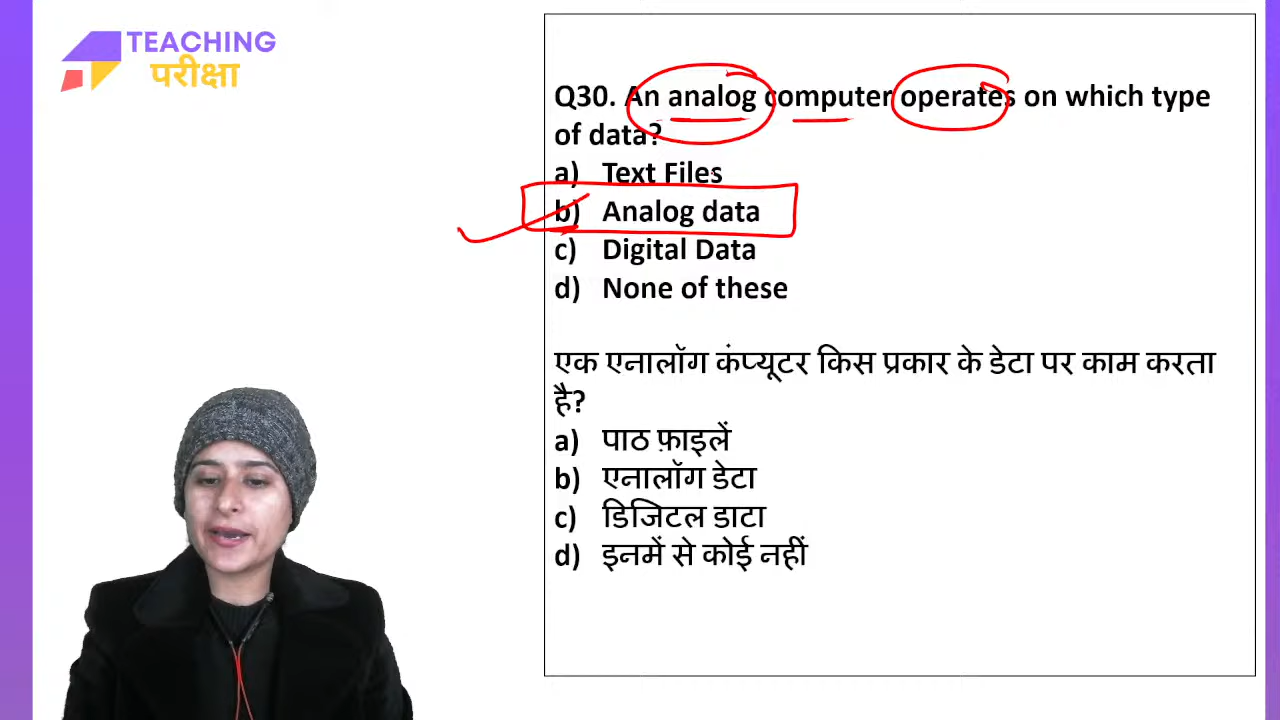 TEACHING
परीक्षा
Q30. An analog computer operates on which type
of data?
a) Text Files
b) Analog data
c) Digital Data
d) None of these
एक एनालॉग कंप्यूटर किस प्रकार के डेटा पर काम करता
है?
a) पाठ फ़ाइलें
b) एनालॉग डेटा
c) डिजिटल डाटा
d) इनमें से कोई नहीं